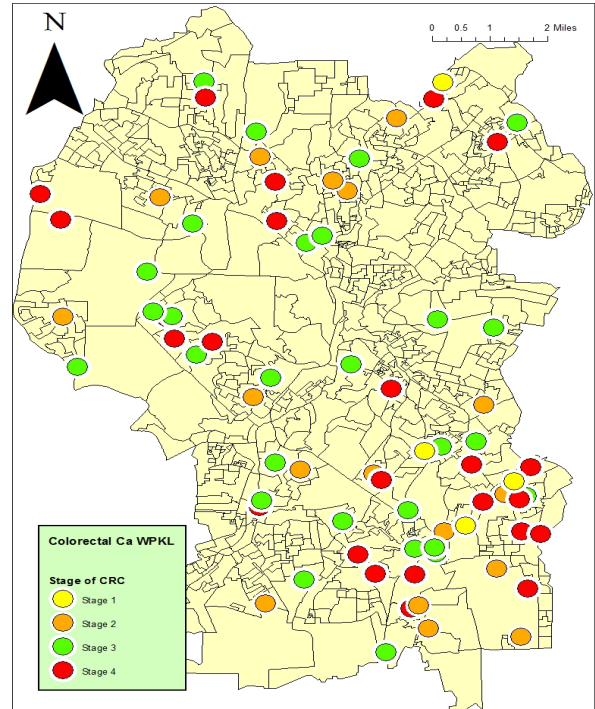 N
0 0.5 1 2 Miles
Colorectal Ca WPKL
Stage of CRC
Stage 1
Stage 2
Stage 3
Stage 4